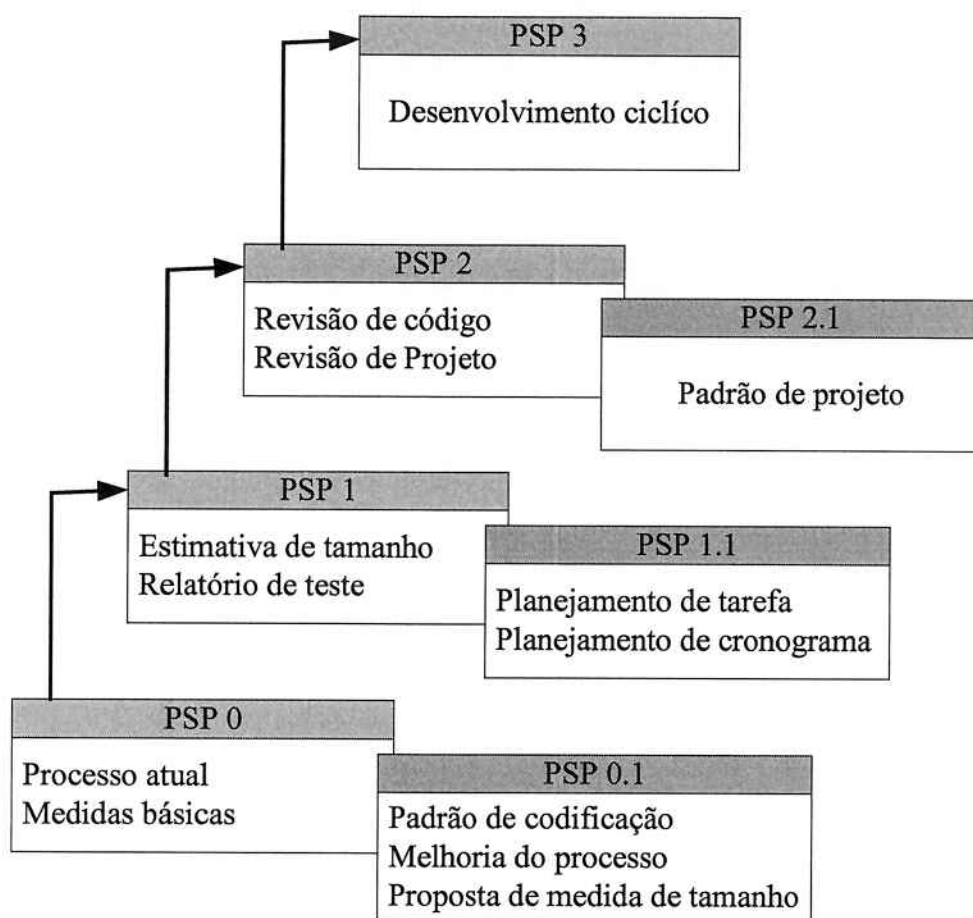 PSP 3
Desenvolvimento ciclíco
PSP 2
Revisão de código
Revisão de Projeto
PSP 2.1
Padrão de projeto
PSP 1
Estimativa de tamanho
Relatório de teste
PSP 1.1
Planejamento de tarefa
Planejamento de cronograma
PSP 0
Processo atual
Medidas básicas
PSP 0.1
Padrão de codificação
Melhoria do processo
Proposta de medida de tamanho